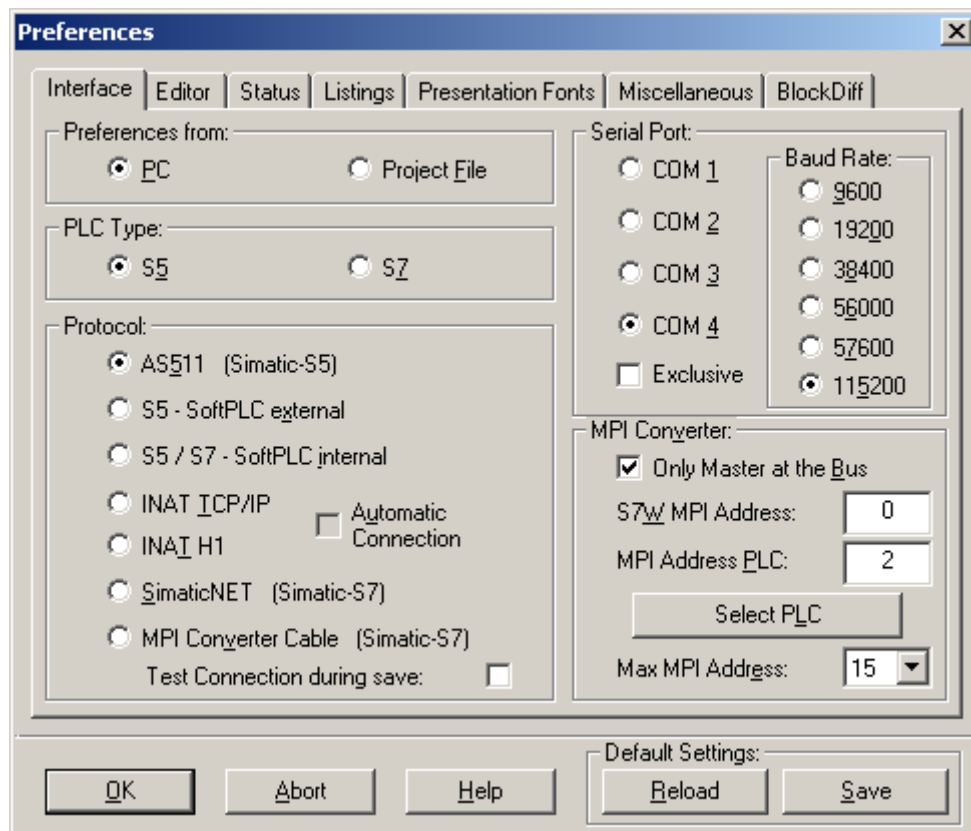 Preferences
Interface Editor Status Listings Presentation Fonts Miscellaneous BlockDiff
Preferences from:
PC Project File
PLC Type:
S5 S7
Protocol:
AS511 (Simatic-S5)
S5 - SoftPLC external
S5 / S7 - SoftPLC internal
INAT TCP/IP
Automatic
Connection
INAT H1
SimaticNET (Simatic-S7)
MPI Converter Cable (Simatic-S7)
Test Connection during save:
Serial Port:
COM 1
COM 2
COM 3
COM 4
Exclusive
Baud Rate:
9600
19200
38400
56000
57600
115200
MPI Converter:
Only Master at the Bus
S7W MPI Address: 0
MPI Address PLC: 2
Select PLC
Max MPI Address: 15
OK Abort Help
Default Settings:
Reload Save